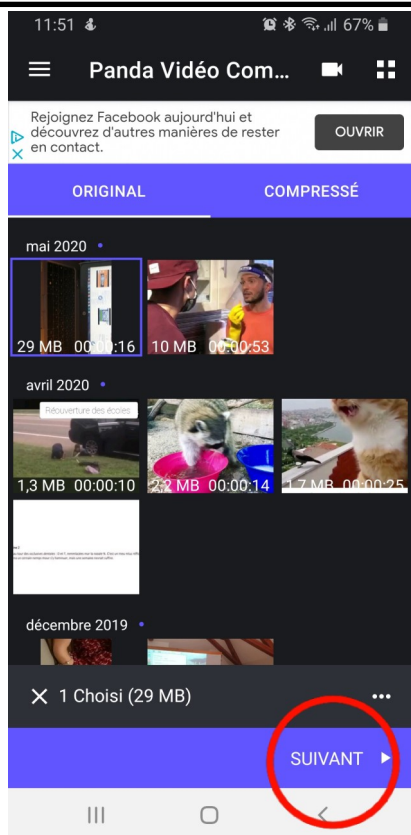 11:51 67%
Panda Vidéo Com...
Rejoignez Facebook aujourd'hui et
découvrez d'autres manières de rester
en contact.
OUVRIR
ORIGINAL COMPRESSÉ
mai 2020
29 MB 00:00:16 10 MB 00:00:53
avril 2020
Réouverture des écoles
1,3 MB 00:00:10 2,2 MB 00:00:14 1,7 MB 00:00:25
décembre 2019
1 Choisi (29 MB)
SUIVANT